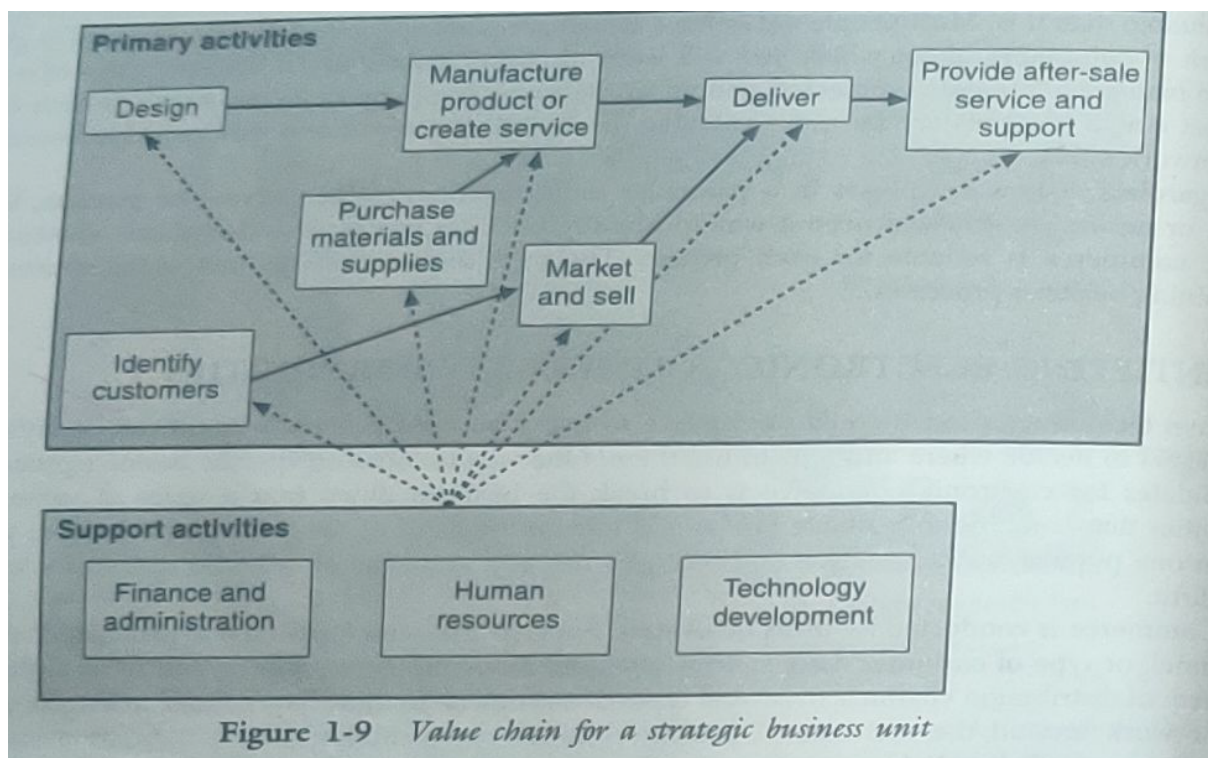 Primary activities
Design
Manufacture
product or
create service
Deliver
Provide after-sale
service and
support
Purchase
materials and
supplies
Market
and sell
Identify
customers
Support activities
Finance and
administration
Human
resources
Technology
development
Figure 1-9 Value chain for a strategic business unit